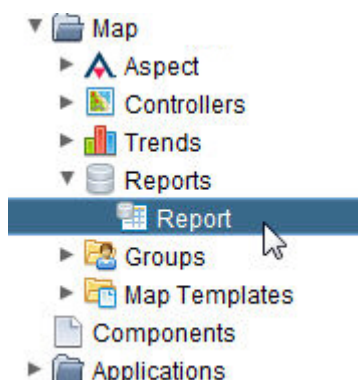 Map
Aspect
Controllers
Trends
Reports
Report
Groups
Map Templates
Components
Applications